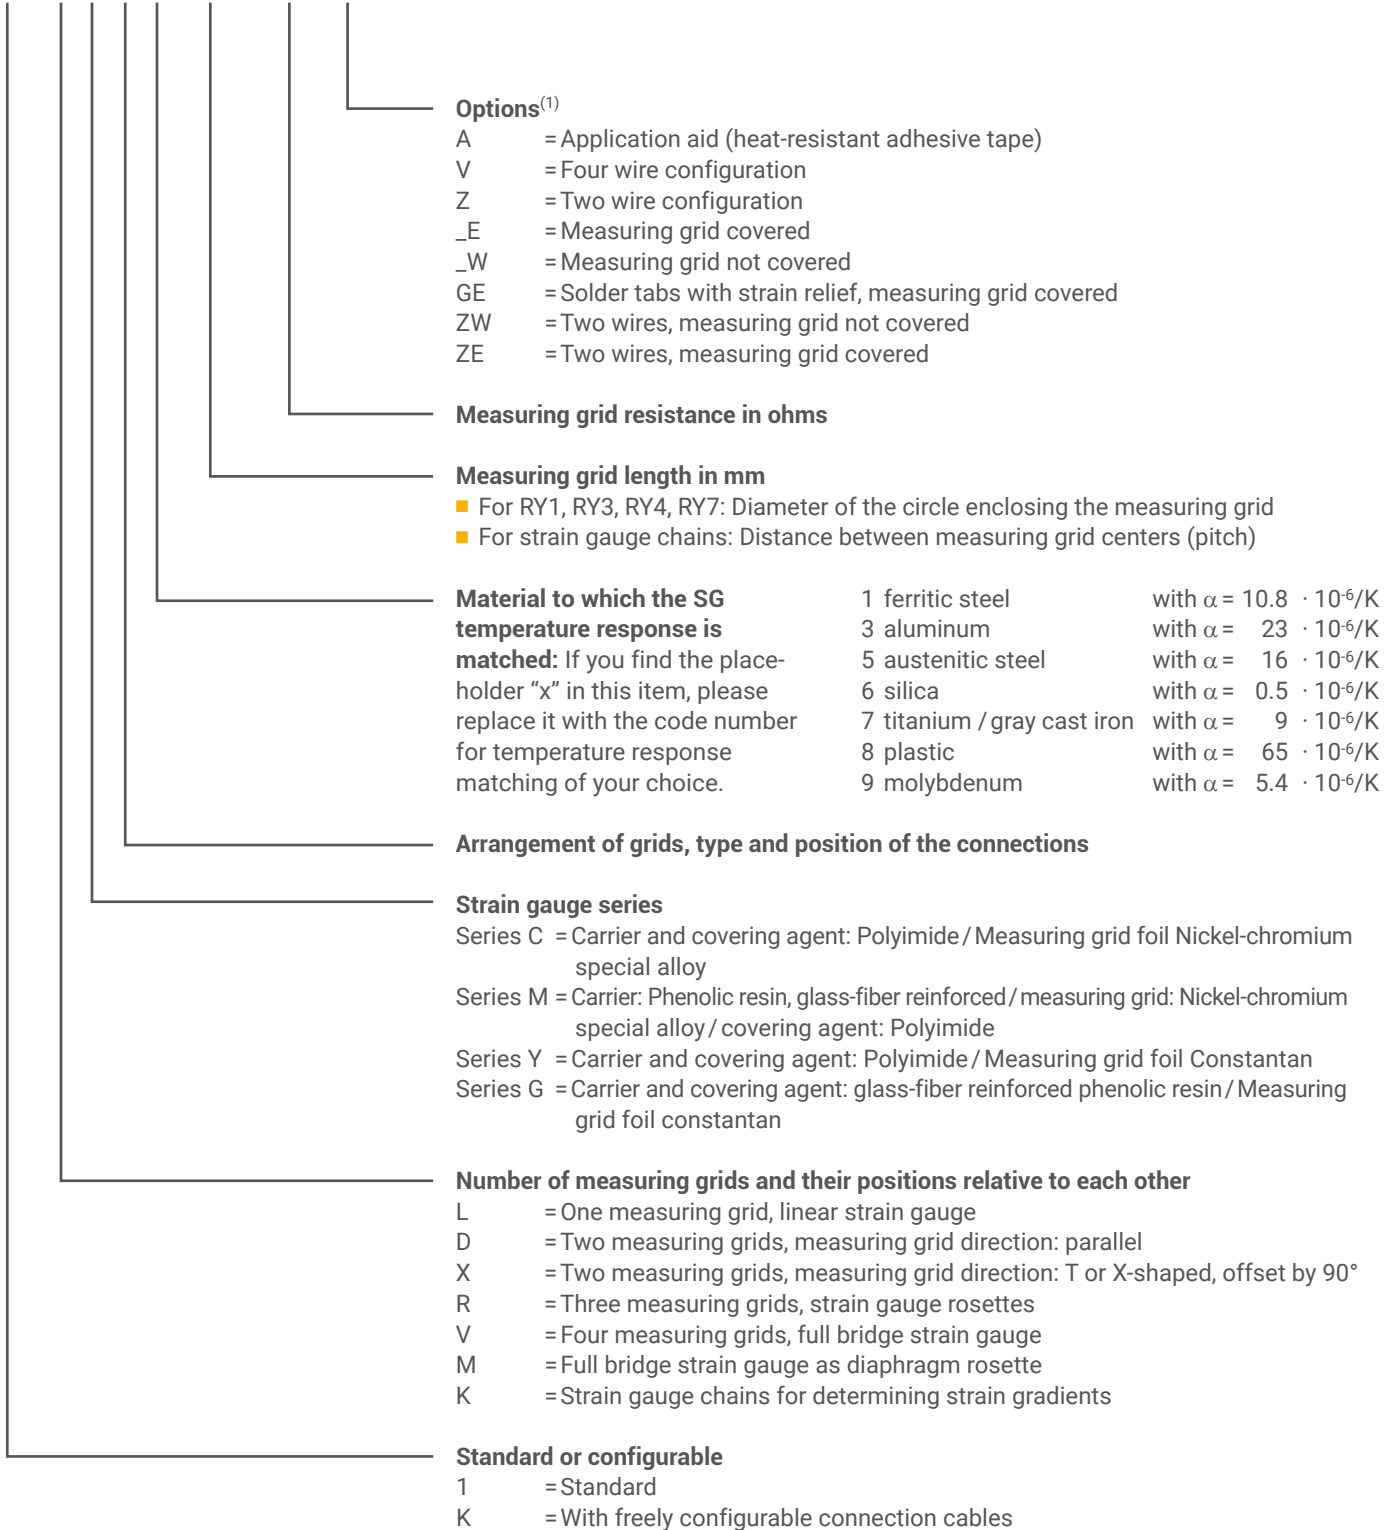 Options(1)
A = Application aid (heat-resistant adhesive tape)
V = Four wire configuration
Z = Two wire configuration
_E = Measuring grid covered
_W = Measuring grid not covered
GE = Solder tabs with strain relief, measuring grid covered
ZW = Two wires, measuring grid not covered
ZE = Two wires, measuring grid covered
Measuring grid resistance in ohms
Measuring grid length in mm
■ For RY1, RY3, RY4, RY7: Diameter of the circle enclosing the measuring grid
■ For strain gauge chains: Distance between measuring grid centers (pitch)
Material to which the SG 1 ferritic steel with α = 10.8 · 10-6/K
temperature response is 3 aluminum with α = 23 · 10-6/K
matched: If you find the place- 5 austenitic steel with α = 16 · 10-6/K
holder “x” in this item, please 6 silica with α = 0.5 · 10-6/K
replace it with the code number 7 titanium / gray cast iron with α = 9 · 10-6/K
for temperature response 8 plastic with α = 65 · 10-6/K
matching of your choice. 9 molybdenum with α = 5.4 · 10-6/K
Arrangement of grids, type and position of the connections
Strain gauge series
Series C = Carrier and covering agent: Polyimide / Measuring grid foil Nickel-chromium
special alloy
Series M = Carrier: Phenolic resin, glass-fiber reinforced / measuring grid: Nickel-chromium
special alloy / covering agent: Polyimide
Series Y = Carrier and covering agent: Polyimide / Measuring grid foil Constantan
Series G = Carrier and covering agent: glass-fiber reinforced phenolic resin / Measuring
grid foil constantan
Number of measuring grids and their positions relative to each other
L = One measuring grid, linear strain gauge
D = Two measuring grids, measuring grid direction: parallel
X = Two measuring grids, measuring grid direction: T or X-shaped, offset by 90°
R = Three measuring grids, strain gauge rosettes
V = Four measuring grids, full bridge strain gauge
M = Full bridge strain gauge as diaphragm rosette
K = Strain gauge chains for determining strain gradients
Standard or configurable
1 = Standard
K = With freely configurable connection cables